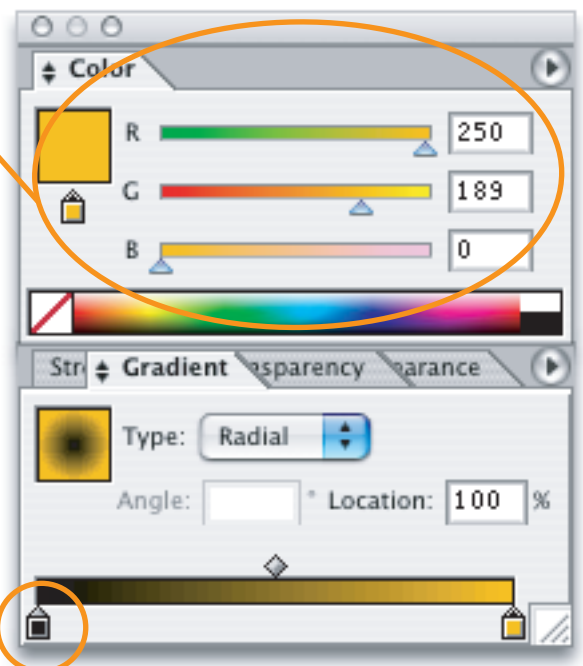 Color
R 250
G 189
B 0
Gradient
Type: Radial
Angle: ° Location: 100 %